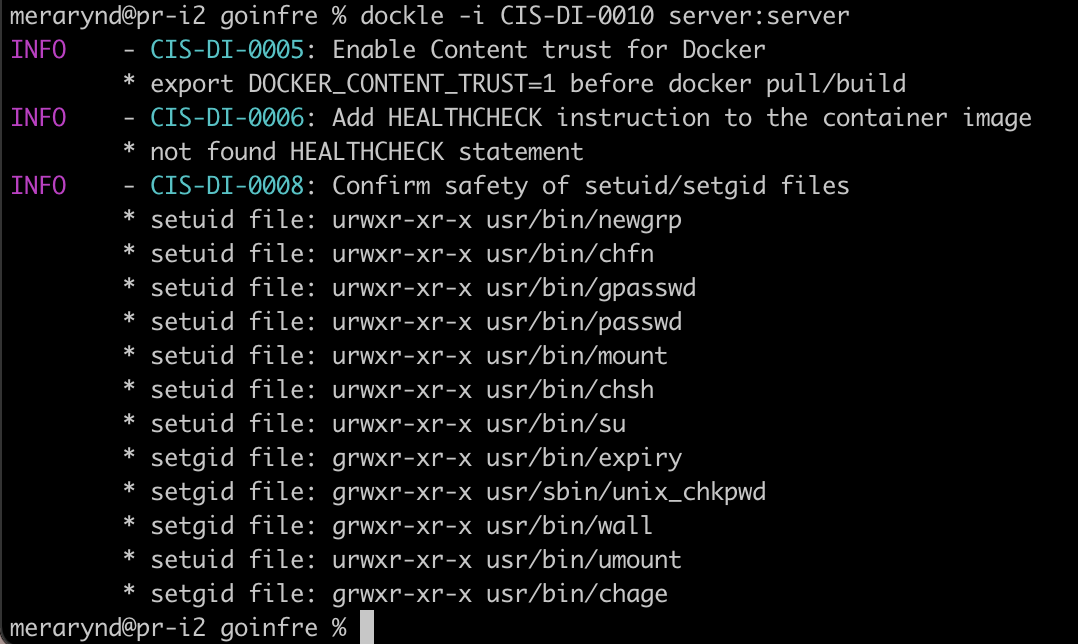 merarynd@pr-i2 goinfre % dockle -i CIS-DI-0010 server:server
INFO    - CIS-DI-0005: Enable Content trust for Docker
        * export DOCKER_CONTENT_TRUST=1 before docker pull/build
INFO    - CIS-DI-0006: Add HEALTHCHECK instruction to the container image
        * not found HEALTHCHECK statement
INFO    - CIS-DI-0008: Confirm safety of setuid/setgid files
        * setuid file: urwxr-xr-x usr/bin/newgrp
        * setuid file: urwxr-xr-x usr/bin/chfn
        * setuid file: urwxr-xr-x usr/bin/gpasswd
        * setuid file: urwxr-xr-x usr/bin/passwd
        * setuid file: urwxr-xr-x usr/bin/mount
        * setuid file: urwxr-xr-x usr/bin/chsh
        * setuid file: urwxr-xr-x usr/bin/su
        * setgid file: grwxr-xr-x usr/bin/expiry
        * setgid file: grwxr-xr-x usr/sbin/unix_chkpwd
        * setgid file: grwxr-xr-x usr/bin/wall
        * setuid file: urwxr-xr-x usr/bin/umount
        * setgid file: grwxr-xr-x usr/bin/chage
merarynd@pr-i2 goinfre %